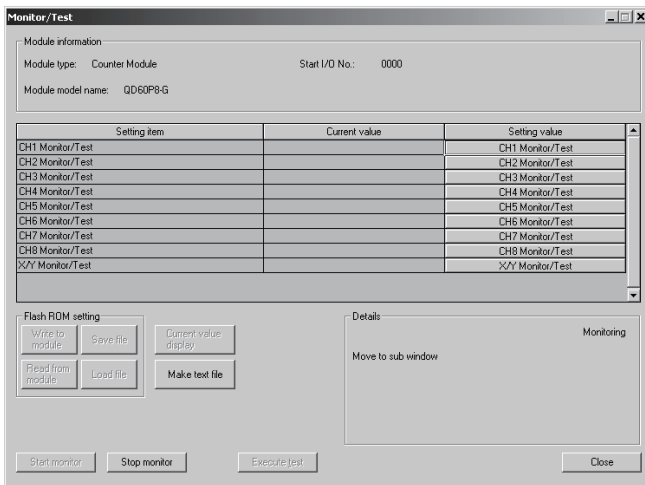 Monitor/Test
Module information
Module type: Counter Module Start I/O No.: 0000
Module model name: QD60P8-G
Setting item Current value Setting value
CH1 Monitor/Test CH1 Monitor/Test
CH2 Monitor/Test CH2 Monitor/Test
CH3 Monitor/Test CH3 Monitor/Test
CH4 Monitor/Test CH4 Monitor/Test
CH5 Monitor/Test CH5 Monitor/Test
CH6 Monitor/Test CH6 Monitor/Test
CH7 Monitor/Test CH7 Monitor/Test
CH8 Monitor/Test CH8 Monitor/Test
X/Y Monitor/Test X/Y Monitor/Test
Flash ROM setting
Write to
module
Save file
Current value
display
Read from
module
Load file
Make text file
Details
Monitoring
Move to sub window
Start monitor Stop monitor Execute test Close